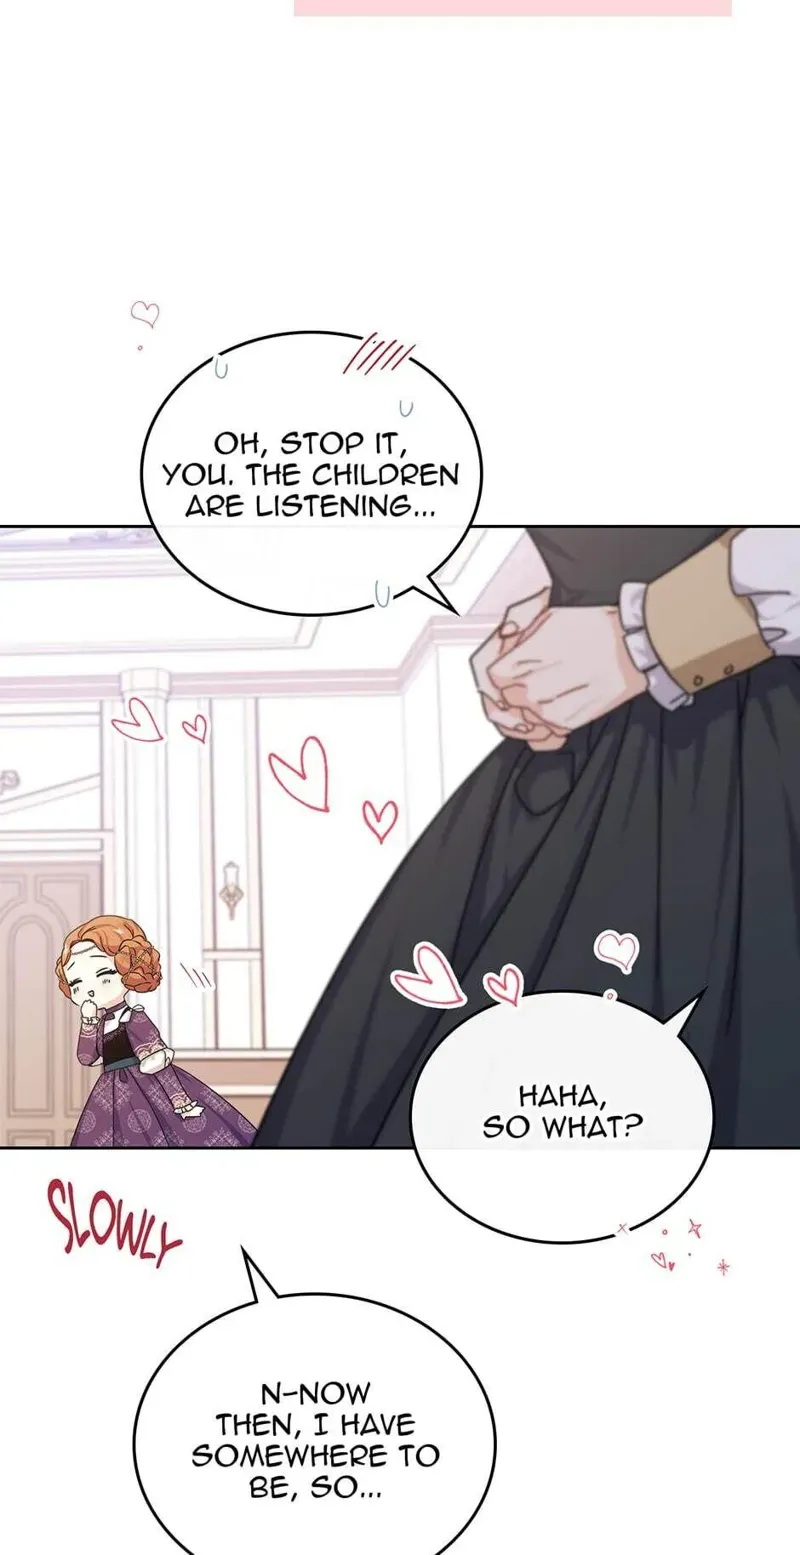 OH, STOP IT,
YOU. THE CHILDREN
ARE LISTENING...
HAHA,
SO WHAT?
SLOWLY
N-NOW
THEN, I HAVE
SOMEWHERE TO
BE, SO...